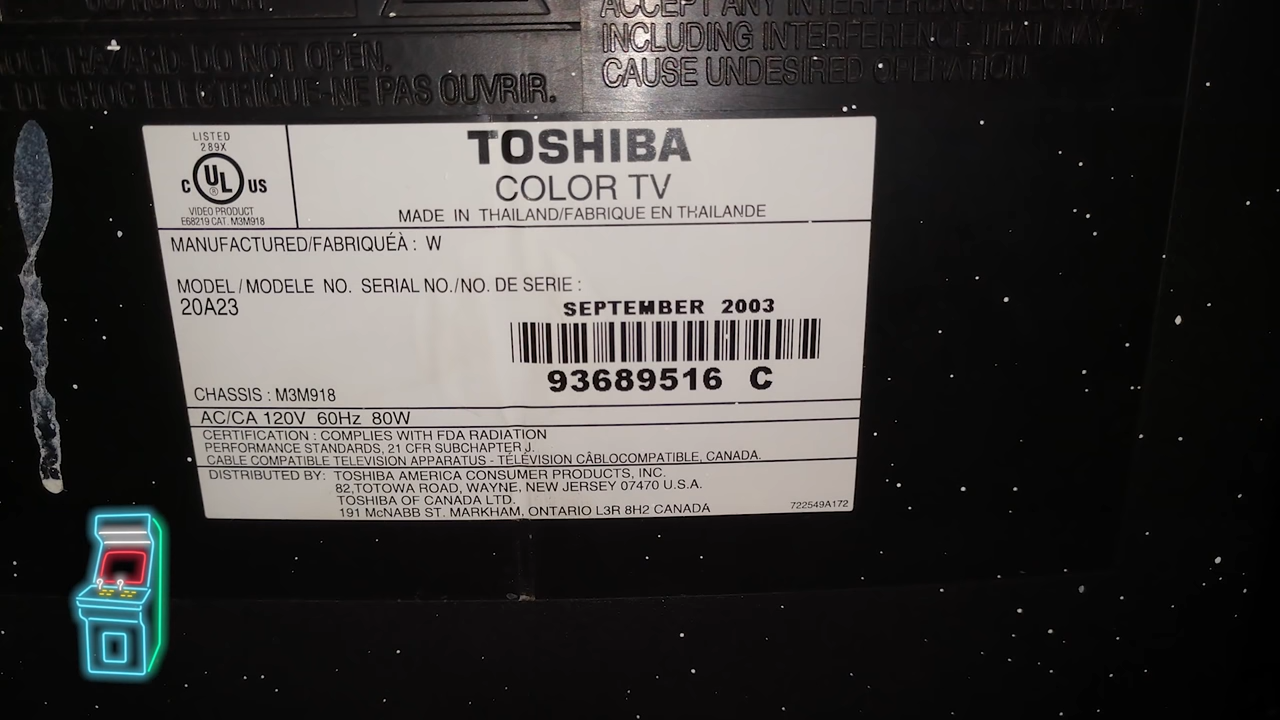 DO NOT OPEN
HAZARD. DO NOT OPEN.
DE CHOC ELECTRIQUE-NE PAS OUVRIR.
ACCEPT ANY INTERFERENCE
INCLUDING INTERFERENCE THAT MAY
CAUSE UNDESIRED OPERATION
LISTED
289X
C UL US
®
VIDEO PRODUCT
E68219 CAT. M3M918
TOSHIBA
COLOR TV
MADE IN THAILAND/FABRIQUE EN THAILANDE
MANUFACTURED/FABRIQUÉÀ : W
MODEL/MODELE NO. SERIAL NO./NO. DE SERIE :
20A23
SEPTEMBER 2003
93689516 C
CHASSIS : M3M918
AC/CA 120V 60Hz 80W
CERTIFICATION : COMPLIES WITH FDA RADIATION
PERFORMANCE STANDARDS, 21 CFR SUBCHAPTER J.
CABLE COMPATIBLE TELEVISION APPARATUS - TÉLÉVISION CÂBLOCOMPATIBLE, CANADA.
DISTRIBUTED BY: TOSHIBA AMERICA CONSUMER PRODUCTS, INC.
82,TOTOWA ROAD, WAYNE, NEW JERSEY 07470 U.S.A.
TOSHIBA OF CANADA LTD.
191 McNABB ST. MARKHAM, ONTARIO L3R 8H2 CANADA
722549A172